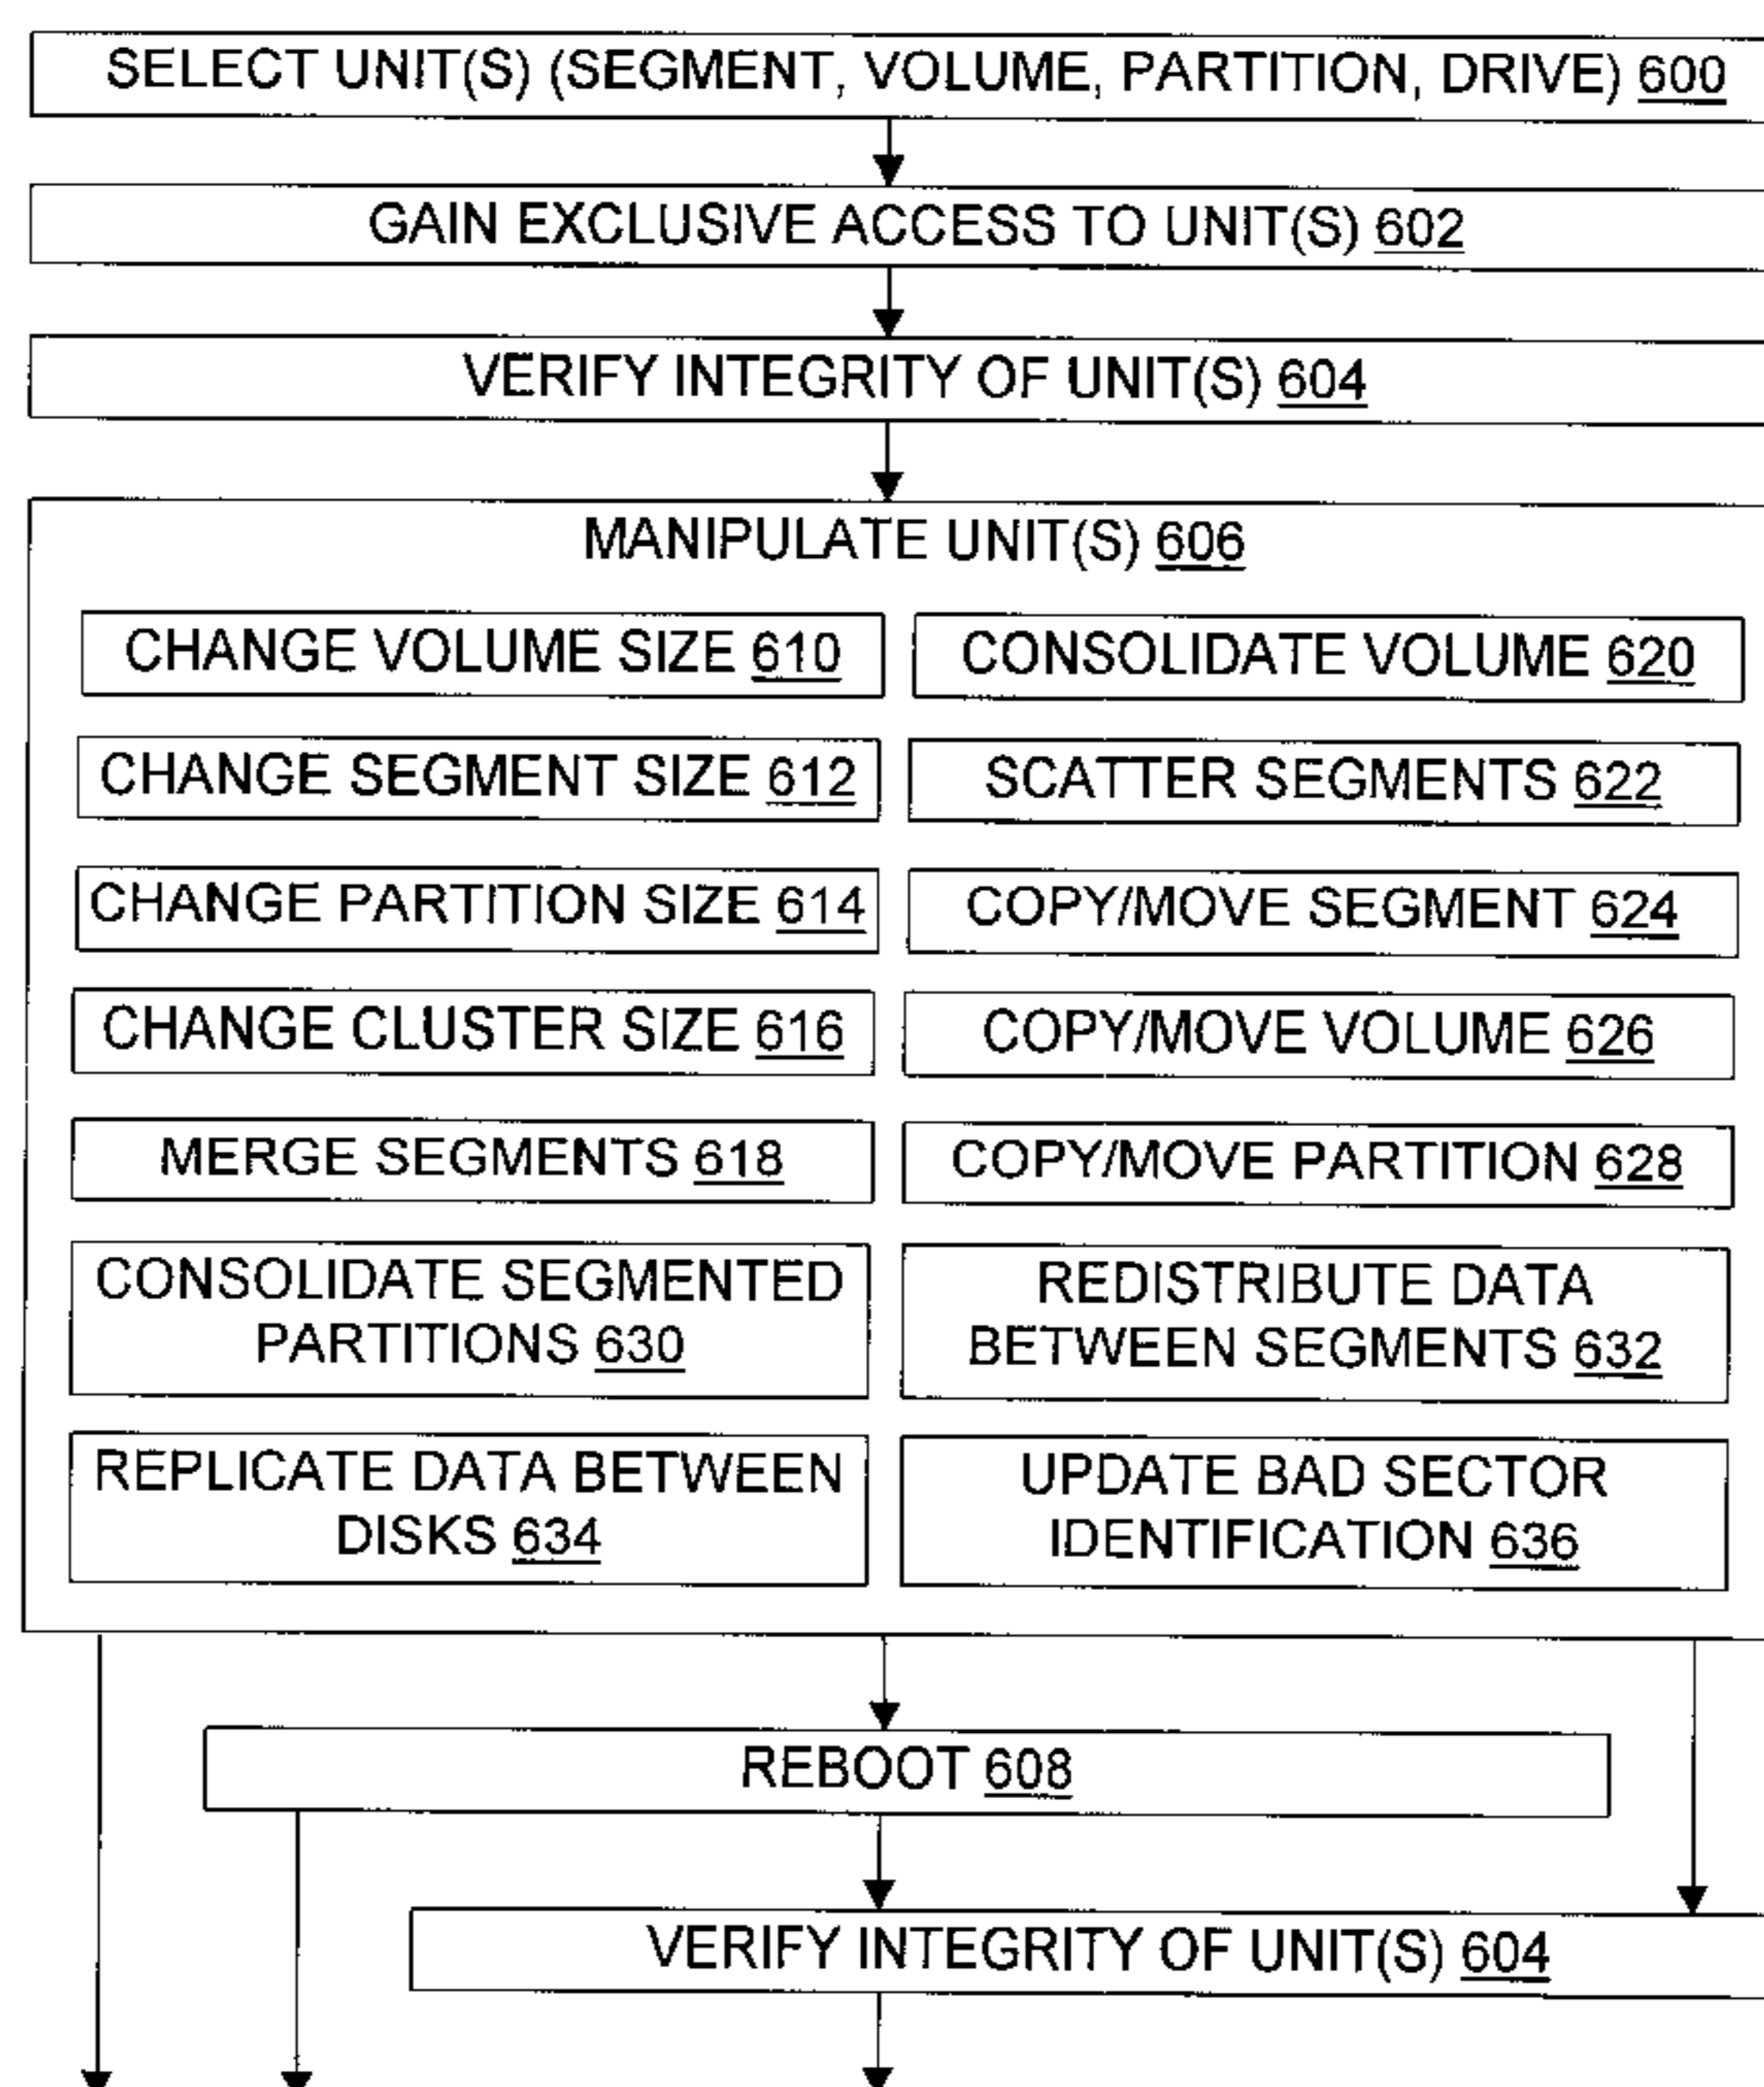 SELECT UNIT(S) (SEGMENT, VOLUME, PARTITION, DRIVE) 600
GAIN EXCLUSIVE ACCESS TO UNIT(S) 602
VERIFY INTEGRITY OF UNIT(S) 604
MANIPULATE UNIT(S) 606
CHANGE VOLUME SIZE 610
CONSOLIDATE VOLUME 620
CHANGE SEGMENT SIZE 612
SCATTER SEGMENTS 622
CHANGE PARTITION SIZE 614
COPY/MOVE SEGMENT 624
CHANGE CLUSTER SIZE 616
COPY/MOVE VOLUME 626
MERGE SEGMENTS 618
COPY/MOVE PARTITION 628
CONSOLIDATE SEGMENTED
PARTITIONS 630
REDISTRIBUTE DATA
BETWEEN SEGMENTS 632
REPLICATE DATA BETWEEN
DISKS 634
UPDATE BAD SECTOR
IDENTIFICATION 636
REBOOT 608
VERIFY INTEGRITY OF UNIT(S) 604